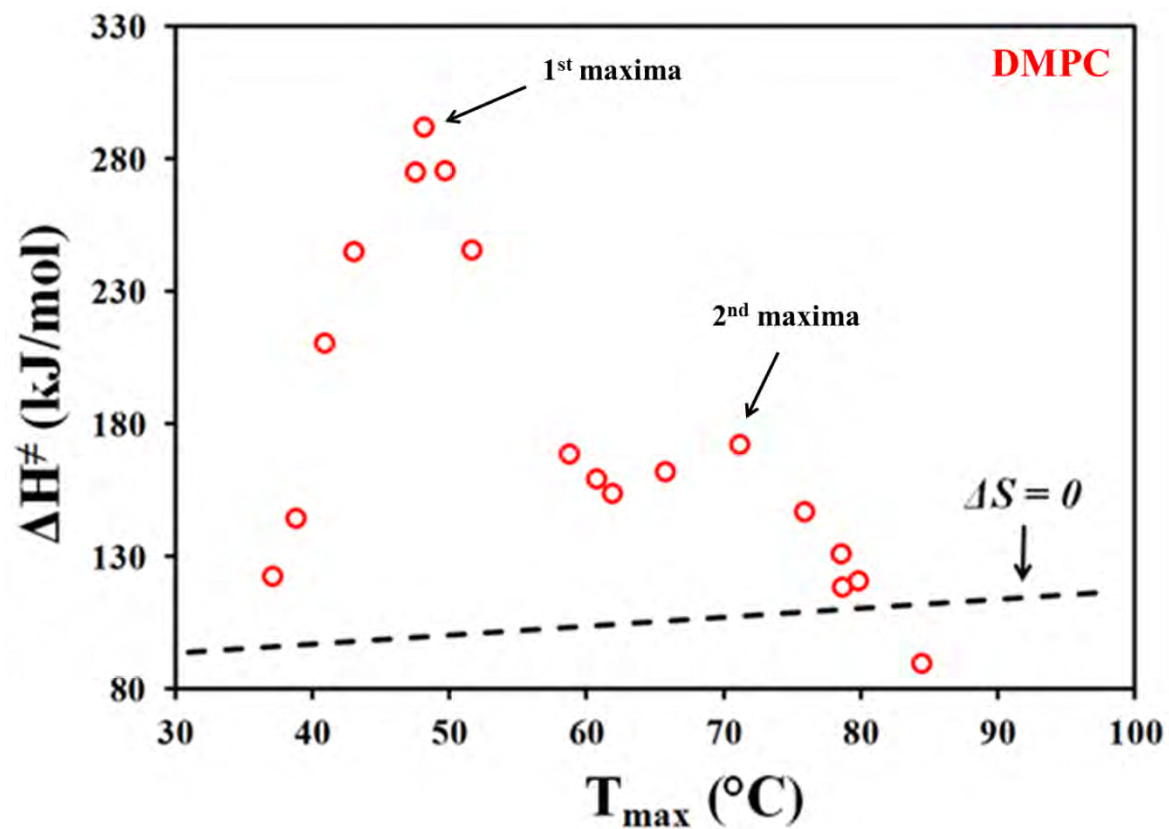 330
280
230
180
130
80
ΔH≠ (kJ/mol)
DMPC
1st maxima
2nd maxima
ΔS = 0
30 40 50 60 70 80 90 100
Tmax (°C)